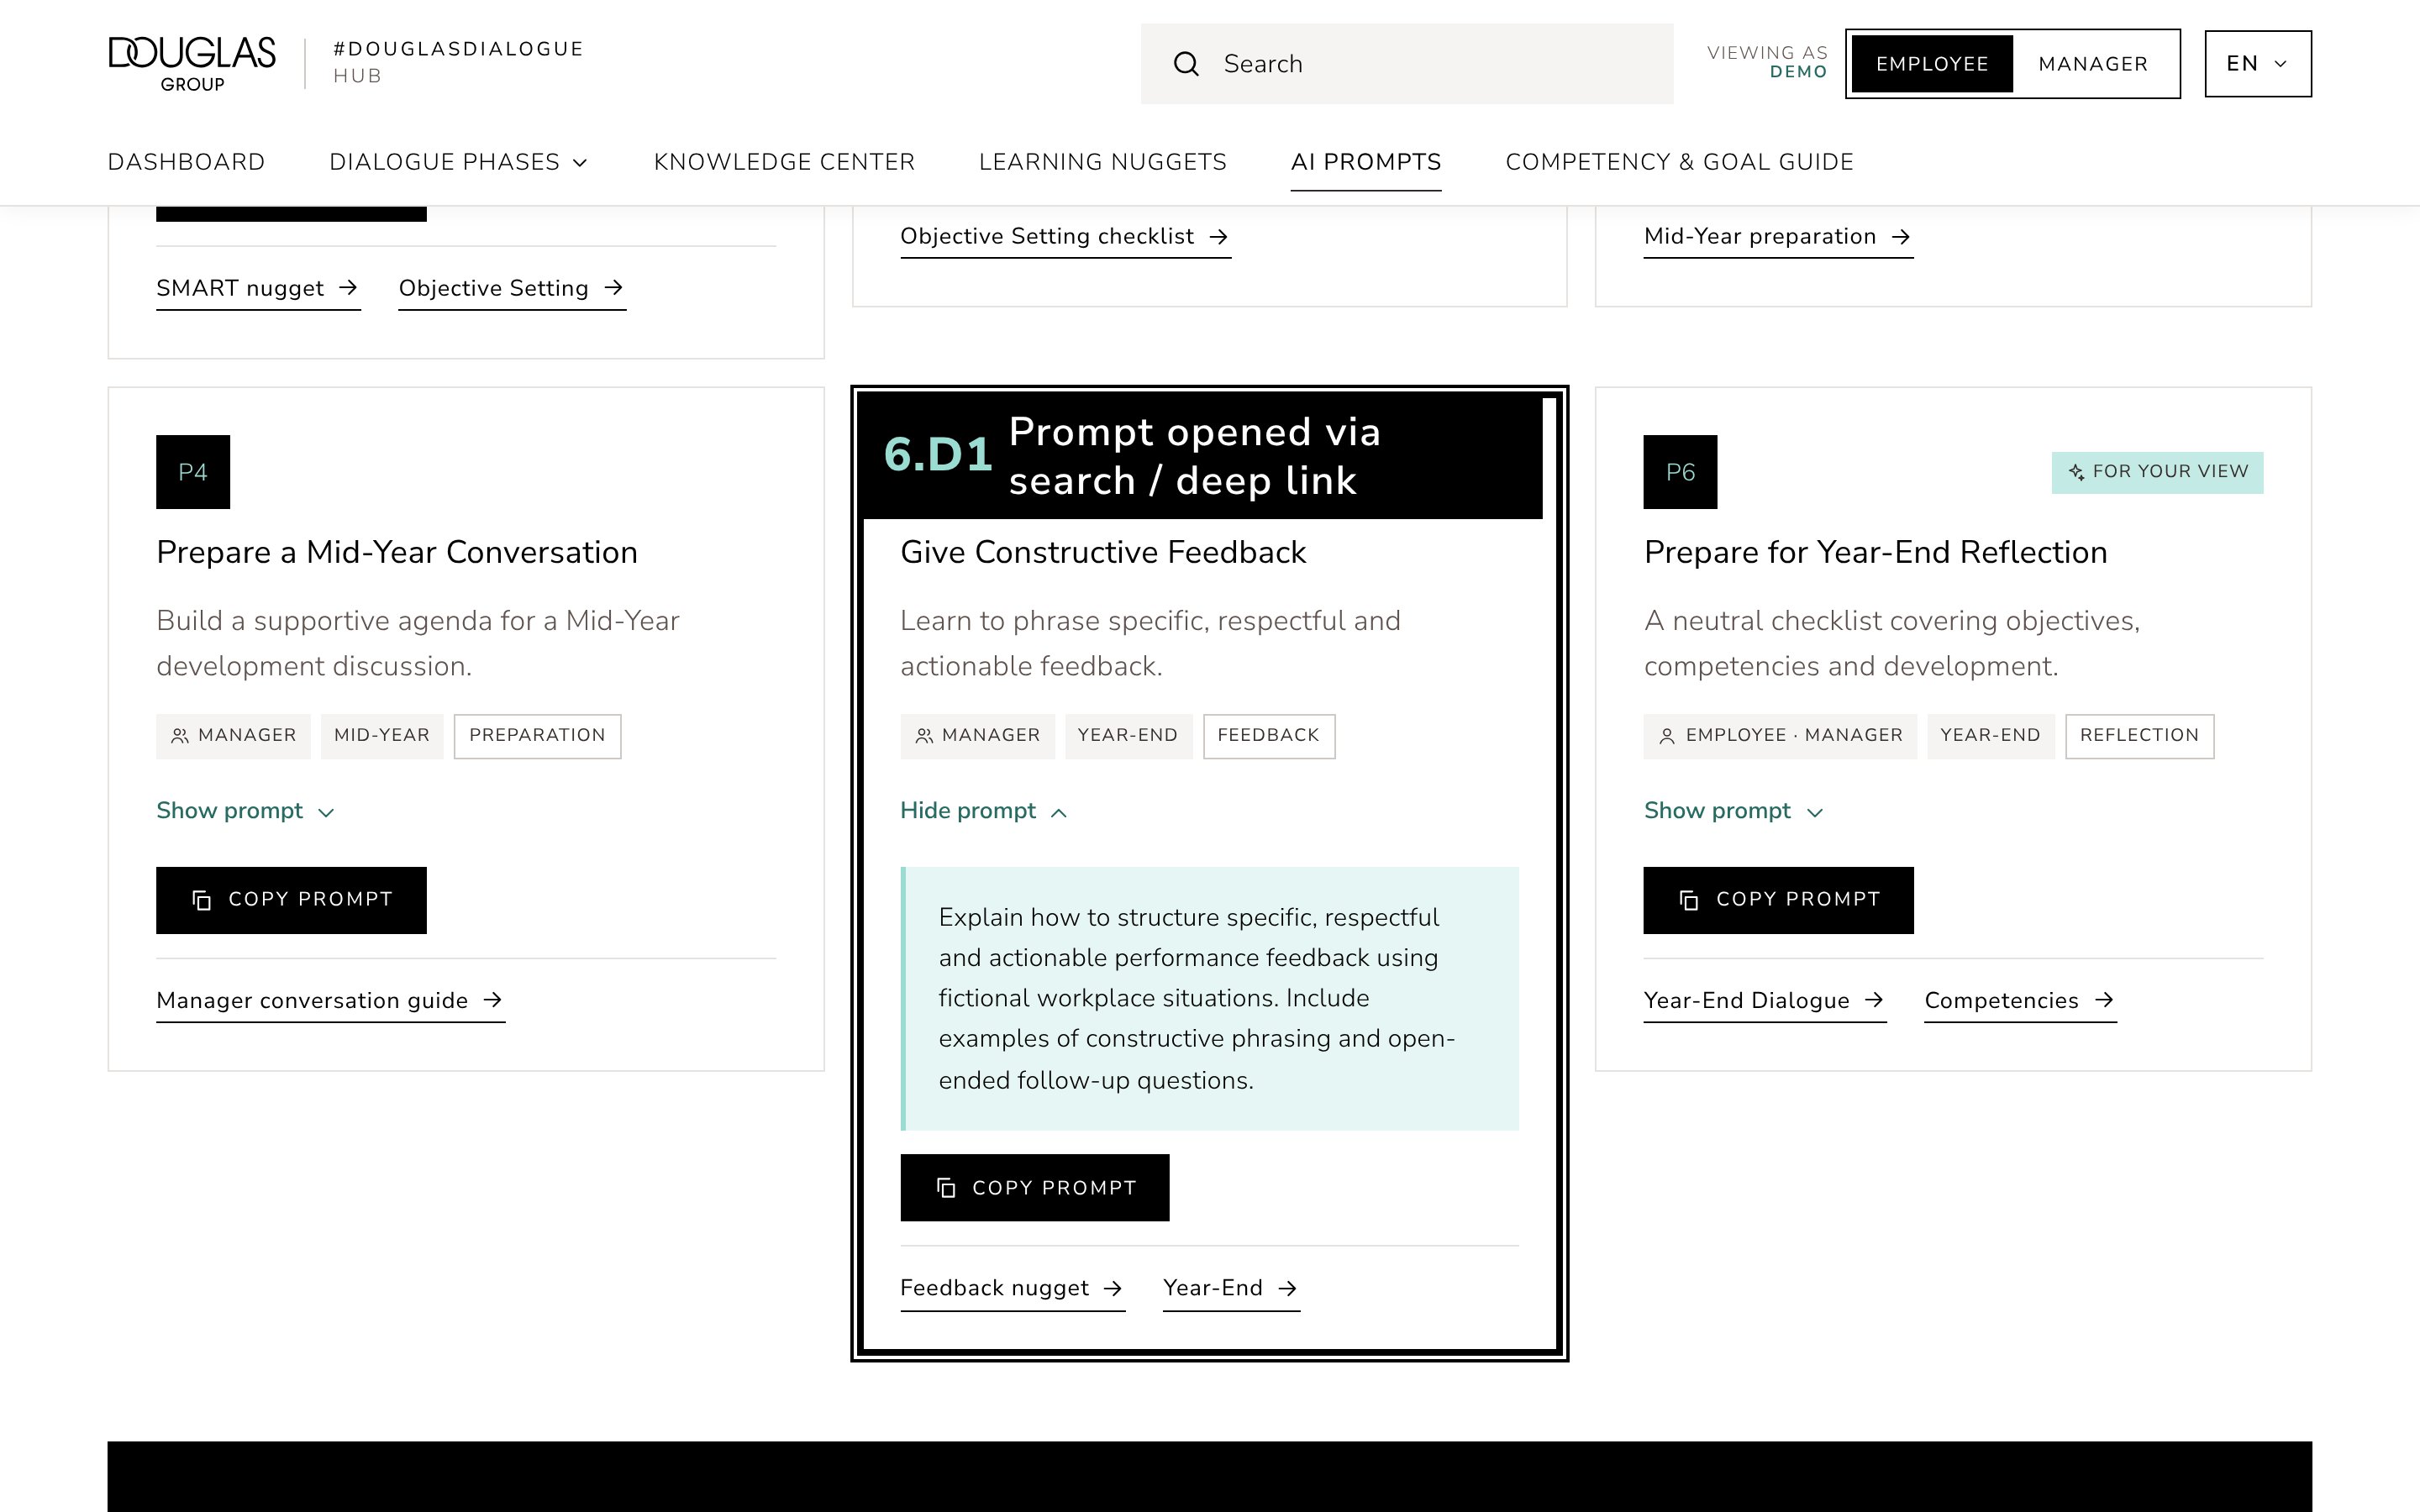 DOUGLAS
GROUP
#DOUGLASDIALOGUE
HUB
Search
VIEWING AS
DEMO
EMPLOYEE
MANAGER
EN
DASHBOARD
DIALOGUE PHASES
KNOWLEDGE CENTER
LEARNING NUGGETS
AI PROMPTS
COMPETENCY & GOAL GUIDE
SMART nugget
Objective Setting
Objective Setting checklist
Mid-Year preparation
P4
Prepare a Mid-Year Conversation
Build a supportive agenda for a Mid-Year
development discussion.
MANAGER
MID-YEAR
PREPARATION
Show prompt
COPY PROMPT
Manager conversation guide
6.D1
Prompt opened via
search / deep link
Give Constructive Feedback
Learn to phrase specific, respectful and
actionable feedback.
MANAGER
YEAR-END
FEEDBACK
Hide prompt
Explain how to structure specific, respectful
and actionable performance feedback using
fictional workplace situations. Include
examples of constructive phrasing and open-
ended follow-up questions.
COPY PROMPT
Feedback nugget
Year-End
P6
FOR YOUR VIEW
Prepare for Year-End Reflection
A neutral checklist covering objectives,
competencies and development.
EMPLOYEE · MANAGER
YEAR-END
REFLECTION
Show prompt
COPY PROMPT
Year-End Dialogue
Competencies